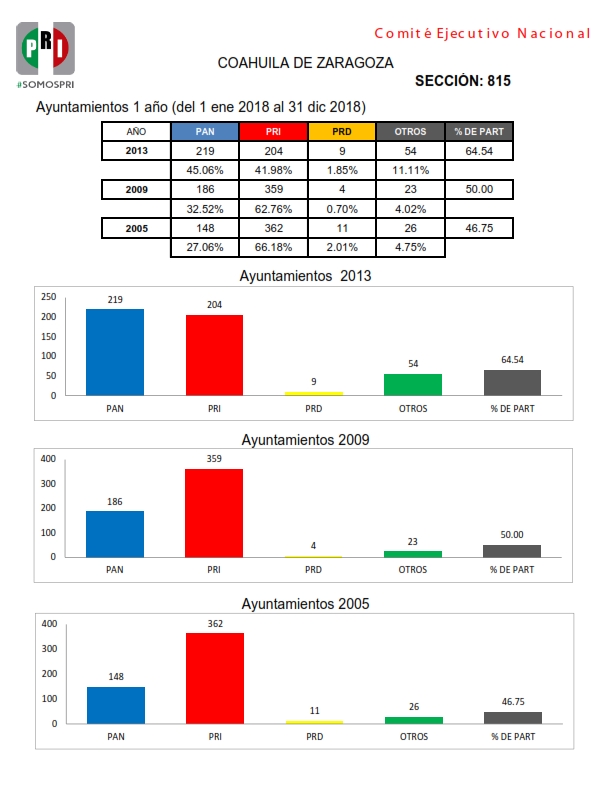 Comité Ejecutivo Nacional
PRI
#SOMOSPRI
COAHUILA DE ZARAGOZA
SECCIÓN: 815
Ayuntamientos 1 año (del 1 ene 2018 al 31 dic 2018)
AÑO PAN PRI PRD OTROS % DE PART
2013 219 204 9 54 64.54
45.06% 41.98% 1.85% 11.11%
2009 186 359 4 23 50.00
32.52% 62.76% 0.70% 4.02%
2005 148 362 11 26 46.75
27.06% 66.18% 2.01% 4.75%
Ayuntamientos 2013
250
200
150
100
50
0
219 204 9 54 64.54
PAN PRI PRD OTROS % DE PART
Ayuntamientos 2009
400
300
200
100
0
186 359 4 23 50.00
PAN PRI PRD OTROS % DE PART
Ayuntamientos 2005
400
300
200
100
0
148 362 11 26 46.75
PAN PRI PRD OTROS % DE PART